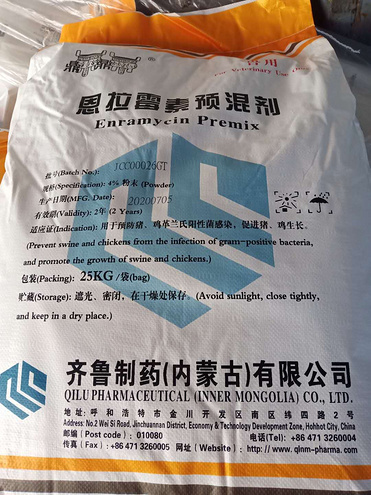 鼎 鼎
恩拉霉素预混剂
Enramycin Premix
批号(Batch No.): JCC00026GT
规格(Specification): 4% 粉末 (Powder)
生产日期(MFG. Date): 20200705
有效期(Validity): 2年 (2 Years)
适应证(Indication): 用于预防猪、鸡革兰氏阳性菌感染,促进猪、鸡生长。
(Prevent swine and chickens from the infection of gram-positive bacteria,
and promote the growth of swine and chickens.)
包装(Packing): 25KG /袋(bag)
贮藏(Storage): 遮光、密闭,在干燥处保存。(Avoid sunlight, close tightly,
and keep in a dry place.)
齐鲁制药(内蒙古)有限公司
QILU PHARMACEUTICAL (INNER MONGOLIA) CO., LTD.
地址: 呼和浩特市金川开发区南区纬四路2号
Address: No.2 Wei Si Road, Jinchuannan District, Economy & Technology Development Zone, Hohhot City, China
邮编 (Post code) : 010080
电话(Tel): +86 471 3260004
传真 (Fax) : +86 471 3260005
网址 (Website) : http: // www.qinm-pharma.com